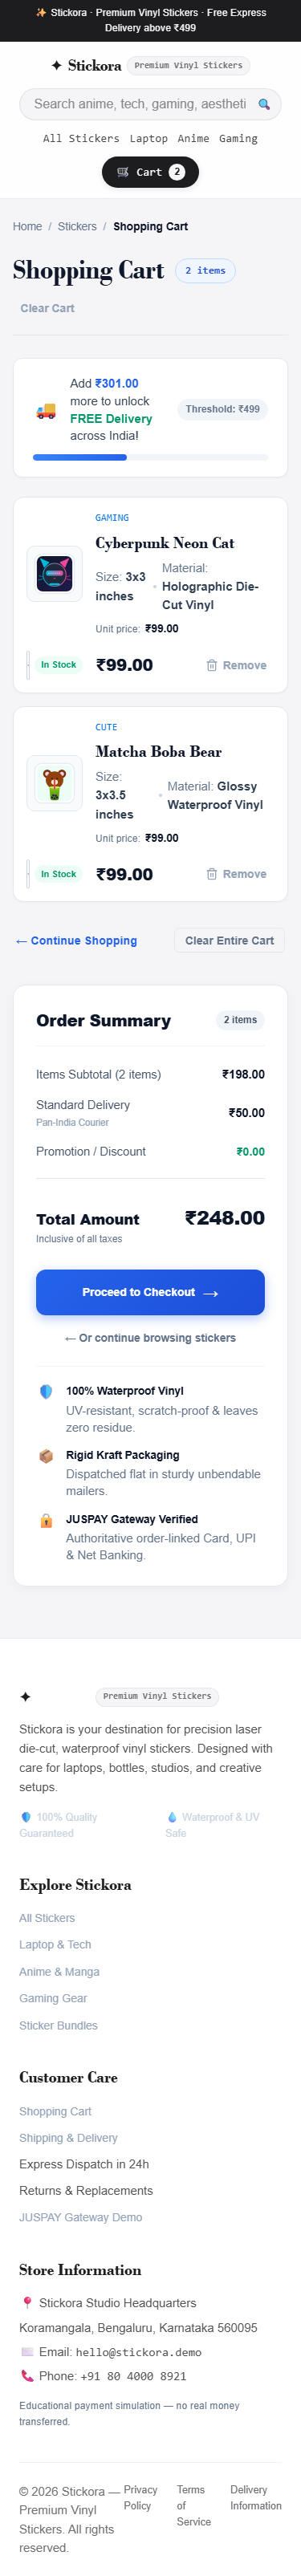 ✨ Stickora · Premium Vinyl Stickers · Free Express
Delivery above ₹499
✦ Stickora Premium Vinyl Stickers
Search anime, tech, gaming, aestheti
All Stickers Laptop Anime Gaming
Cart 2
Home / Stickers / Shopping Cart
Shopping Cart 2 items
Clear Cart
Add ₹301.00
more to unlock
FREE Delivery
across India!
Threshold: ₹499
GAMING
Cyberpunk Neon Cat
Size: 3x3
inches
•
Material:
Holographic Die-
Cut Vinyl
Unit price: ₹99.00
In Stock ₹99.00 Remove
CUTE
Matcha Boba Bear
Size:
3x3.5
inches
•
Material: Glossy
Waterproof Vinyl
Unit price: ₹99.00
In Stock ₹99.00 Remove
← Continue Shopping Clear Entire Cart
Order Summary 2 items
Items Subtotal (2 items) ₹198.00
Standard Delivery ₹50.00
Pan-India Courier
Promotion / Discount ₹0.00
Total Amount ₹248.00
Inclusive of all taxes
Proceed to Checkout →
← Or continue browsing stickers
100% Waterproof Vinyl
UV-resistant, scratch-proof & leaves
zero residue.
Rigid Kraft Packaging
Dispatched flat in sturdy unbendable
mailers.
JUSPAY Gateway Verified
Authoritative order-linked Card, UPI
& Net Banking.
✦ Premium Vinyl Stickers
Stickora is your destination for precision laser
die-cut, waterproof vinyl stickers. Designed with
care for laptops, bottles, studios, and creative
setups.
100% Quality
Guaranteed
Waterproof & UV
Safe
Explore Stickora
All Stickers
Laptop & Tech
Anime & Manga
Gaming Gear
Sticker Bundles
Customer Care
Shopping Cart
Shipping & Delivery
Express Dispatch in 24h
Returns & Replacements
JUSPAY Gateway Demo
Store Information
Stickora Studio Headquarters
Koramangala, Bengaluru, Karnataka 560095
Email: hello@stickora.demo
Phone: +91 80 4000 8921
Educational payment simulation — no real money
transferred.
© 2026 Stickora —
Premium Vinyl
Stickers. All rights
reserved.
Privacy
Policy
Terms
of
Service
Delivery
Information